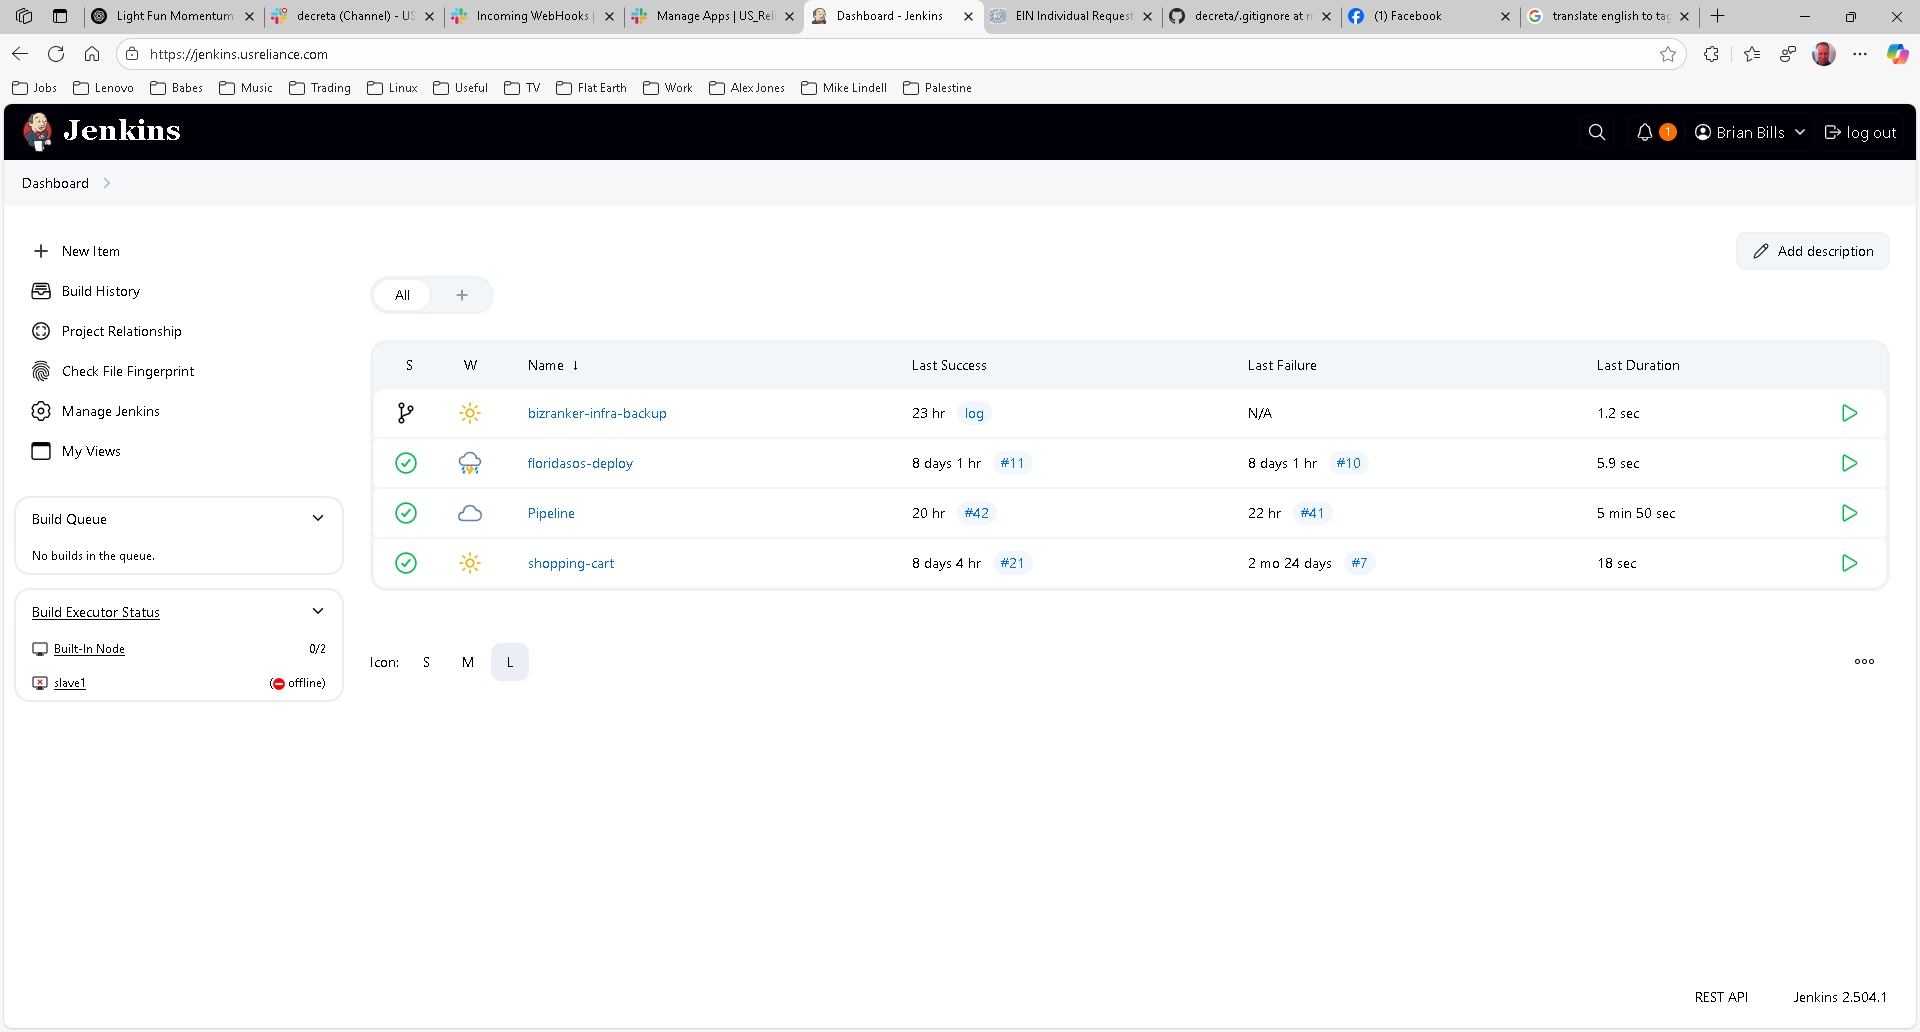 Light Fun Momentum
decreta (Channel) - US
Incoming WebHooks |
Manage Apps | US_Reli
Dashboard - Jenkins
EIN Individual Request
decreta/.gitignore at m
(1) Facebook
translate english to tag
https://jenkins.usreliance.com
Jobs
Lenovo
Babes
Music
Trading
Linux
Useful
TV
Flat Earth
Work
Alex Jones
Mike Lindell
Palestine
Jenkins
1
Brian Bills
log out
Dashboard
New Item
Build History
Project Relationship
Check File Fingerprint
Manage Jenkins
My Views
Build Queue
No builds in the queue.
Build Executor Status
Built-In Node 0/2
slave1 (offline)
Add description
All +
S W Name ↓ Last Success Last Failure Last Duration
bizranker-infra-backup 23 hr log N/A 1.2 sec
floridasos-deploy 8 days 1 hr #11 8 days 1 hr #10 5.9 sec
Pipeline 20 hr #42 22 hr #41 5 min 50 sec
shopping-cart 8 days 4 hr #21 2 mo 24 days #7 18 sec
Icon: S M L
REST API Jenkins 2.504.1